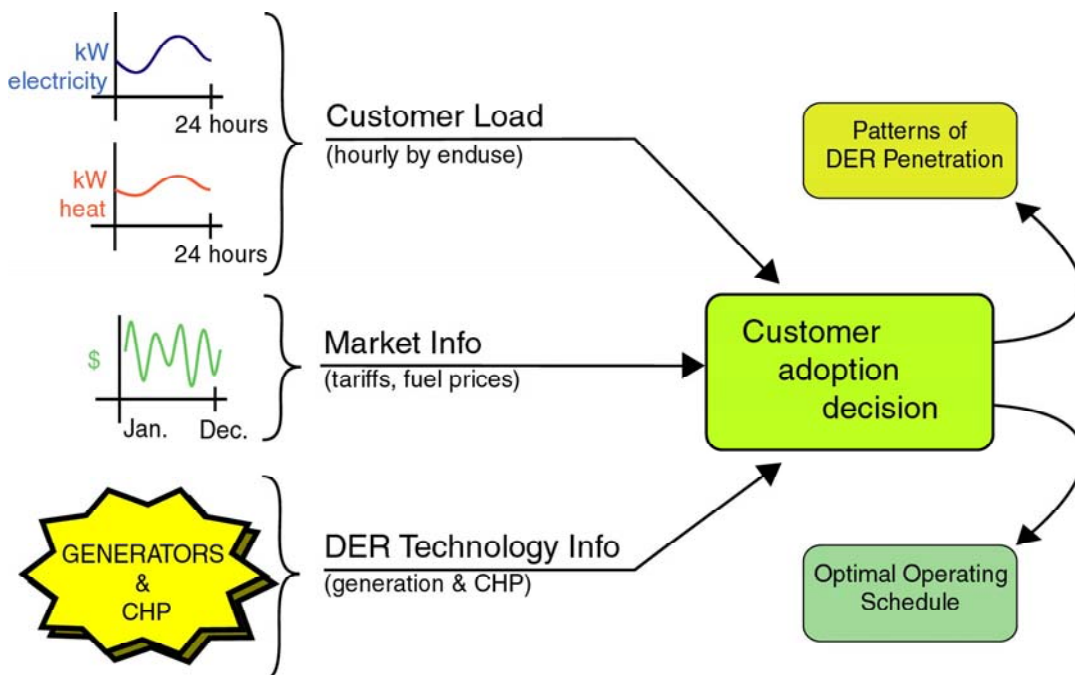 kW
electricity
24 hours
kW
heat
24 hours
Customer Load
(hourly by enduse)
$
Jan.
Dec.
Market Info
(tariffs, fuel prices)
GENERATORS
&
CHP
DER Technology Info
(generation & CHP)
Customer
adoption
decision
Patterns of
DER Penetration
Optimal Operating
Schedule